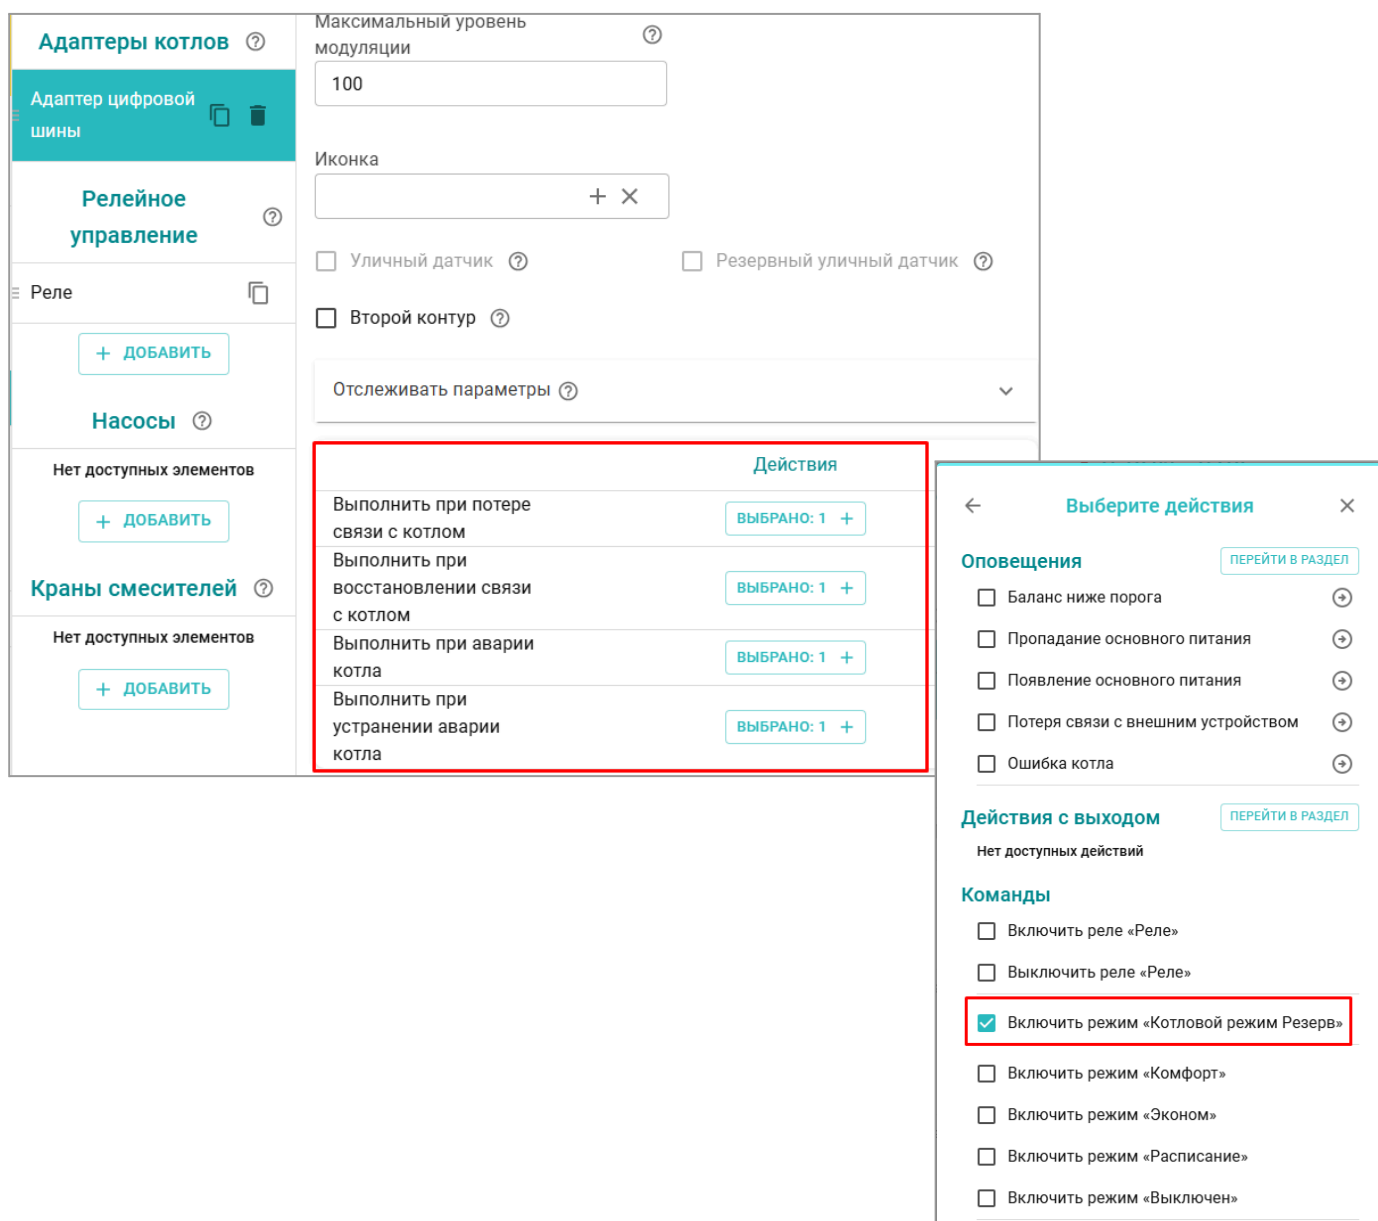 Адаптеры котлов
Адаптер цифровой
шины
Релейное
управление
Реле
+ ДОБАВИТЬ
Насосы
Нет доступных элементов
+ ДОБАВИТЬ
Краны смесителей
Нет доступных элементов
+ ДОБАВИТЬ
Максимальный уровень
модуляции
100
Иконка
Уличный датчик
Резервный уличный датчик
Второй контур
Отслеживать параметры
Действия
Выполнить при потере
связи с котлом
ВЫБРАНО: 1 +
Выполнить при
восстановлении связи
с котлом
ВЫБРАНО: 1 +
Выполнить при аварии
котла
ВЫБРАНО: 1 +
Выполнить при
устранении аварии
котла
ВЫБРАНО: 1 +
Выберите действия
Оповещения
ПЕРЕЙТИ В РАЗДЕЛ
Баланс ниже порога
Пропадание основного питания
Появление основного питания
Потеря связи с внешним устройством
Ошибка котла
Действия с выходом
ПЕРЕЙТИ В РАЗДЕЛ
Нет доступных действий
Команды
Включить реле «Реле»
Выключить реле «Реле»
Включить режим «Котловой режим Резерв»
Включить режим «Комфорт»
Включить режим «Эконом»
Включить режим «Расписание»
Включить режим «Выключен»